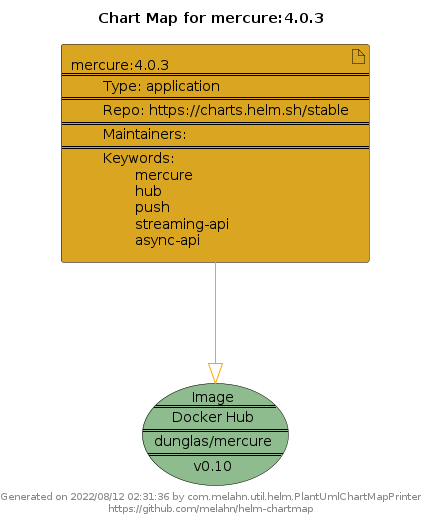 Chart Map for mercure:4.0.3
mercure:4.0.3
Type: application
Repo: https://charts.helm.sh/stable
Maintainers:
Keywords:
mercure
hub
push
streaming-api
async-api
Image
Docker Hub
dunglas/mercure
v0.10
Generated on 2022/08/12 02:31:36 by com.melahn.util.helm.PlantUmlChartMapPrinter
https://github.com/melahn/helm-chartmap